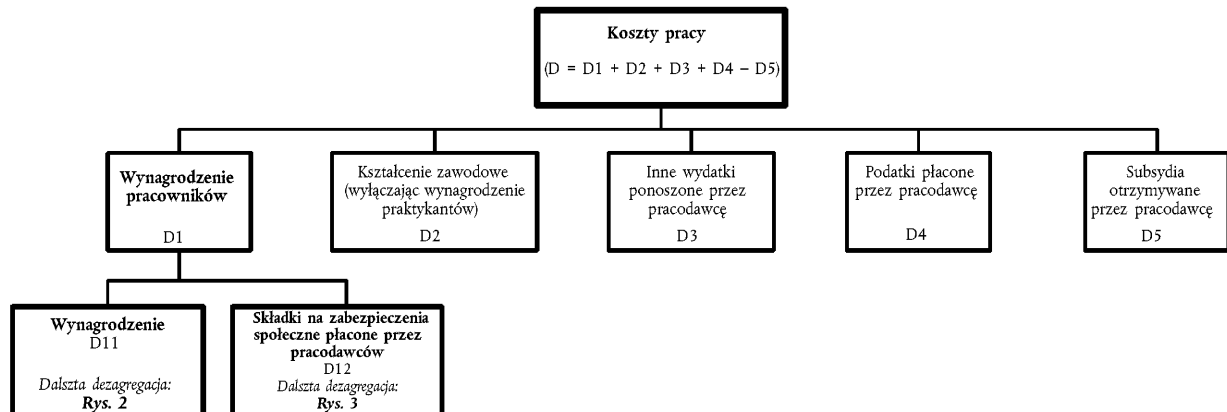 Koszty pracy
(D = D1 + D2 + D3 + D4 – D5)
Wynagrodzenie
pracowników
D1
Kształcenie zawodowe
(wyłączając wynagrodzenie
praktykantów)
D2
Inne wydatki
ponoszone przez
pracodawcę
D3
Podatki płacone
przez pracodawcę
D4
Subsydia
otrzymywane
przez pracodawcę
D5
Wynagrodzenie
D11
Dalszta dezagregacja:
Rys. 2
Składki na zabezpieczenia
społeczne płacone przez
pracodawców
D12
Dalszta dezagregacja:
Rys. 3